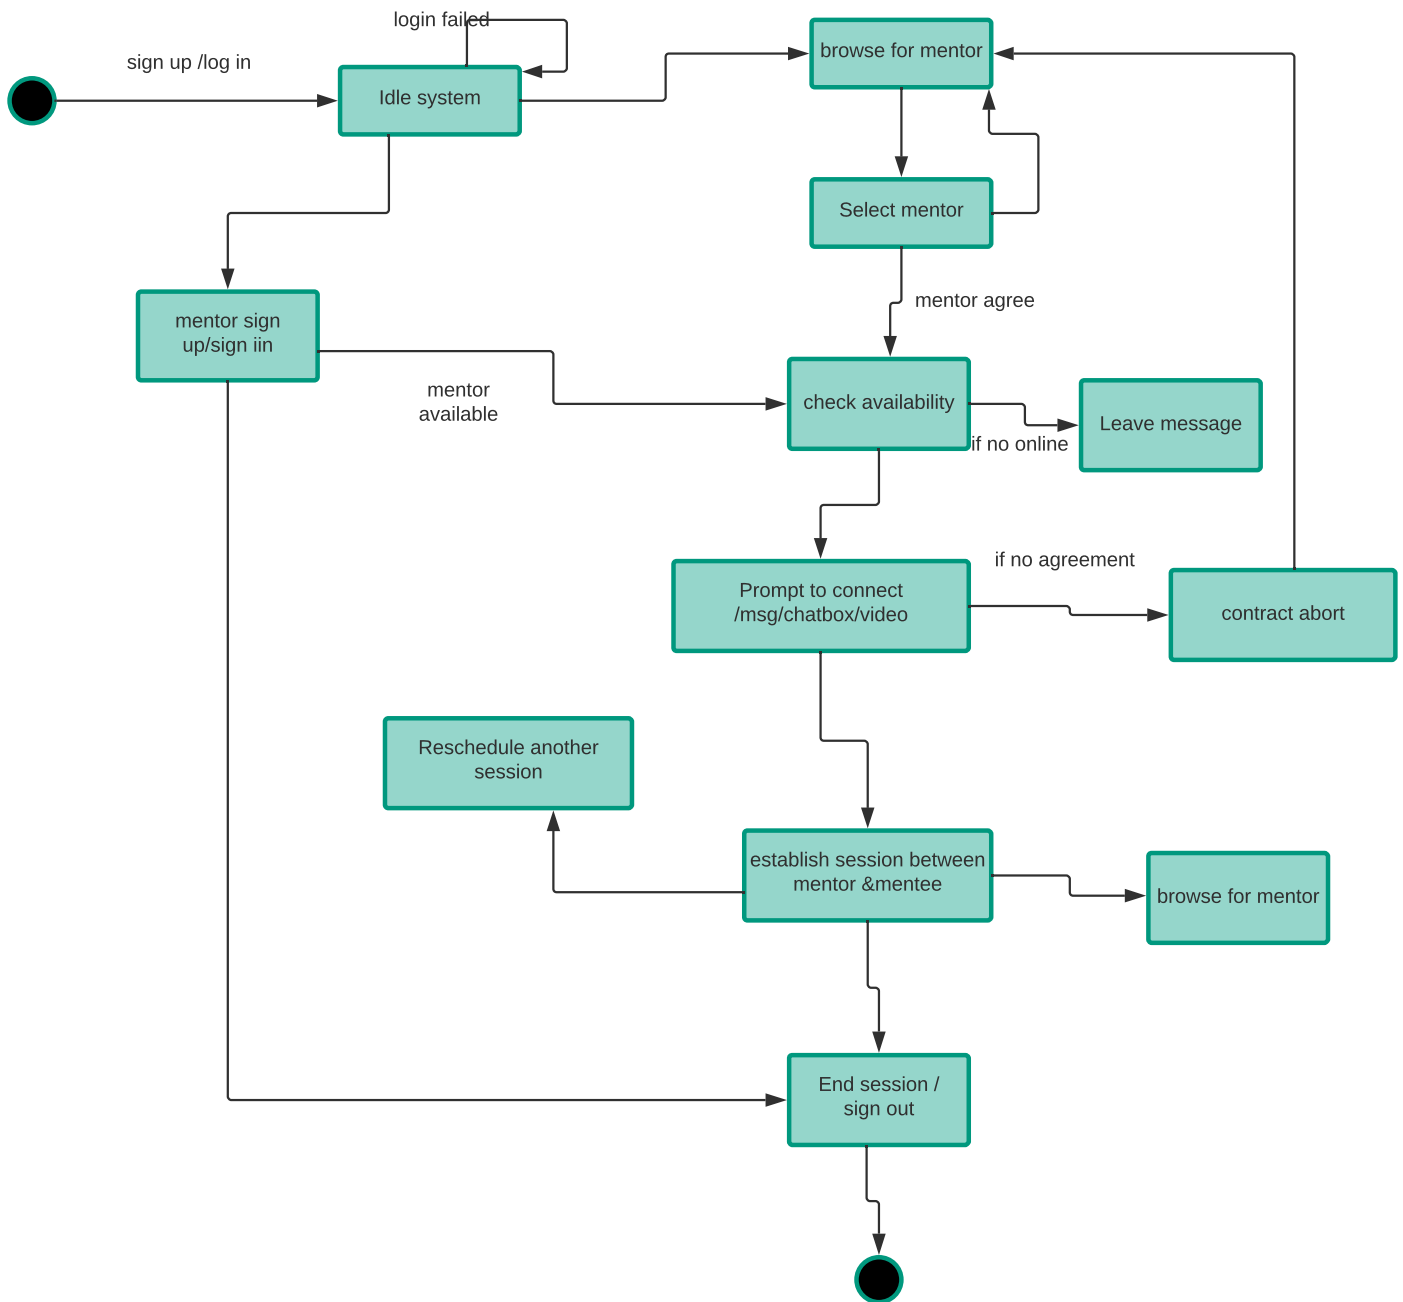 login failed
sign up /log in
Idle system
browse for mentor
Select mentor
mentor agree
mentor sign
up/sign iin
mentor
available
check availability
if no online
Leave message
Prompt to connect
/msg/chatbox/video
if no agreement
contract abort
Reschedule another
session
establish session between
mentor &mentee
browse for mentor
End session /
sign out